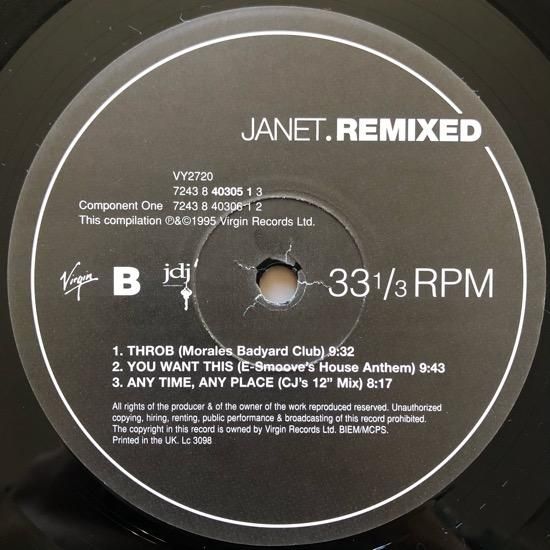 JANET.REMIXED
VY2720
7243 8 40305 1 3
Component One 7243 8 40306 1 2
This compilation ℗&©1995 Virgin Records Ltd.
Virgin B jdj 33 1/3 RPM
1. THROB (Morales Badyard Club) 9:32
2. YOU WANT THIS (E-Smoove's House Anthem) 9:43
3. ANY TIME, ANY PLACE (CJ's 12" Mix) 8:17
All rights of the producer & of the owner of the work reproduced reserved. Unauthorized
copying, hiring, renting, public performance & broadcasting of this record prohibited.
The copyright in this record is owned by Virgin Records Ltd. BIEM/MCPS.
Printed in the UK. Lc 3098